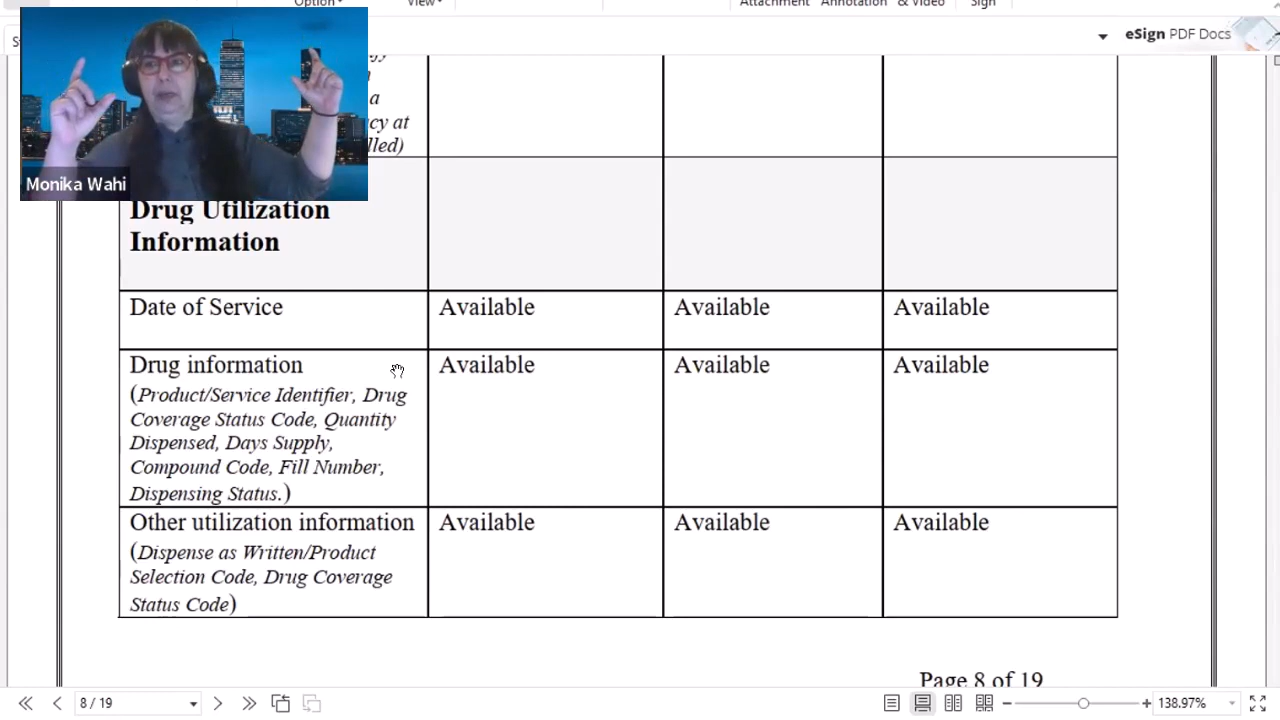 Option
View
Attachment
Annotation
& Video
Sign
eSign PDF Docs
a
acy at
lled)
Monika Wahi
Drug Utilization
Information
Date of Service
Available
Available
Available
Drug information
(Product/Service Identifier, Drug
Coverage Status Code, Quantity
Dispensed, Days Supply,
Compound Code, Fill Number,
Dispensing Status.)
Available
Available
Available
Other utilization information
(Dispense as Written/Product
Selection Code, Drug Coverage
Status Code)
Available
Available
Available
Page 8 of 19
8 / 19
138.97%